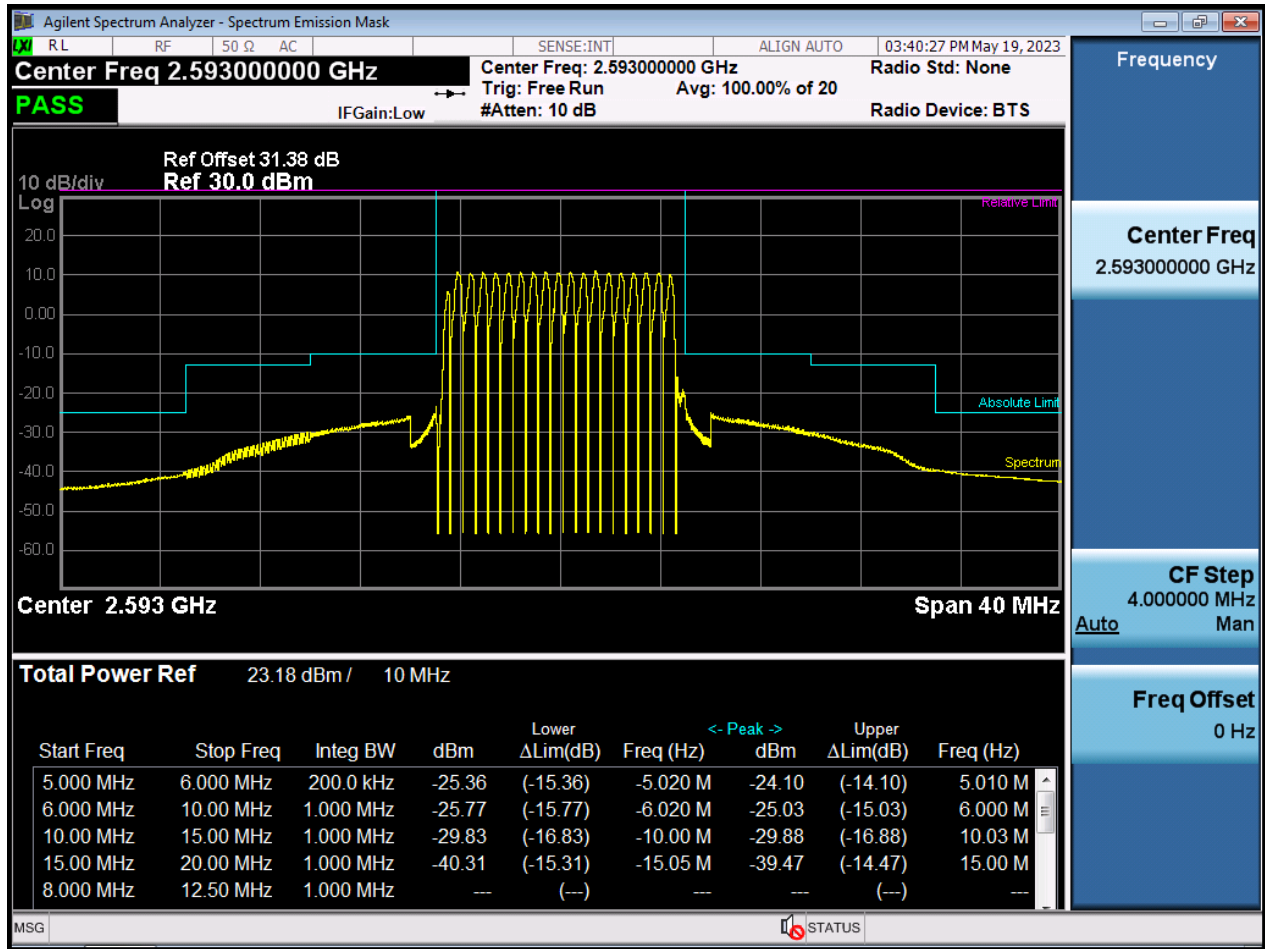 Agilent Spectrum Analyzer - Spectrum Emission Mask
LXI RL RF 50 Ω AC SENSE:INT ALIGN AUTO 03:40:27 PM May 19, 2023
Center Freq 2.593000000 GHz Center Freq: 2.593000000 GHz Radio Std: None
Trig: Free Run Avg: 100.00% of 20
PASS IFGain:Low #Atten: 10 dB Radio Device: BTS
Ref Offset 31.38 dB
10 dB/div Ref 30.0 dBm
Log
Relative Limit
20.0
10.0
0.00
-10.0
-20.0
Absolute Limit
-30.0
Spectrum
-40.0
-50.0
-60.0
Center 2.593 GHz Span 40 MHz
Total Power Ref 23.18 dBm / 10 MHz
Lower <- Peak -> Upper
Start Freq Stop Freq Integ BW dBm ΔLim(dB) Freq (Hz) dBm ΔLim(dB) Freq (Hz)
5.000 MHz 6.000 MHz 200.0 kHz -25.36 (-15.36) -5.020 M -24.10 (-14.10) 5.010 M
6.000 MHz 10.00 MHz 1.000 MHz -25.77 (-15.77) -6.020 M -25.03 (-15.03) 6.000 M
10.00 MHz 15.00 MHz 1.000 MHz -29.83 (-16.83) -10.00 M -29.88 (-16.88) 10.03 M
15.00 MHz 20.00 MHz 1.000 MHz -40.31 (-15.31) -15.05 M -39.47 (-14.47) 15.00 M
8.000 MHz 12.50 MHz 1.000 MHz --- (---) --- --- (---) ---
MSG STATUS
Frequency
Center Freq
2.593000000 GHz
CF Step
4.000000 MHz
Auto Man
Freq Offset
0 Hz